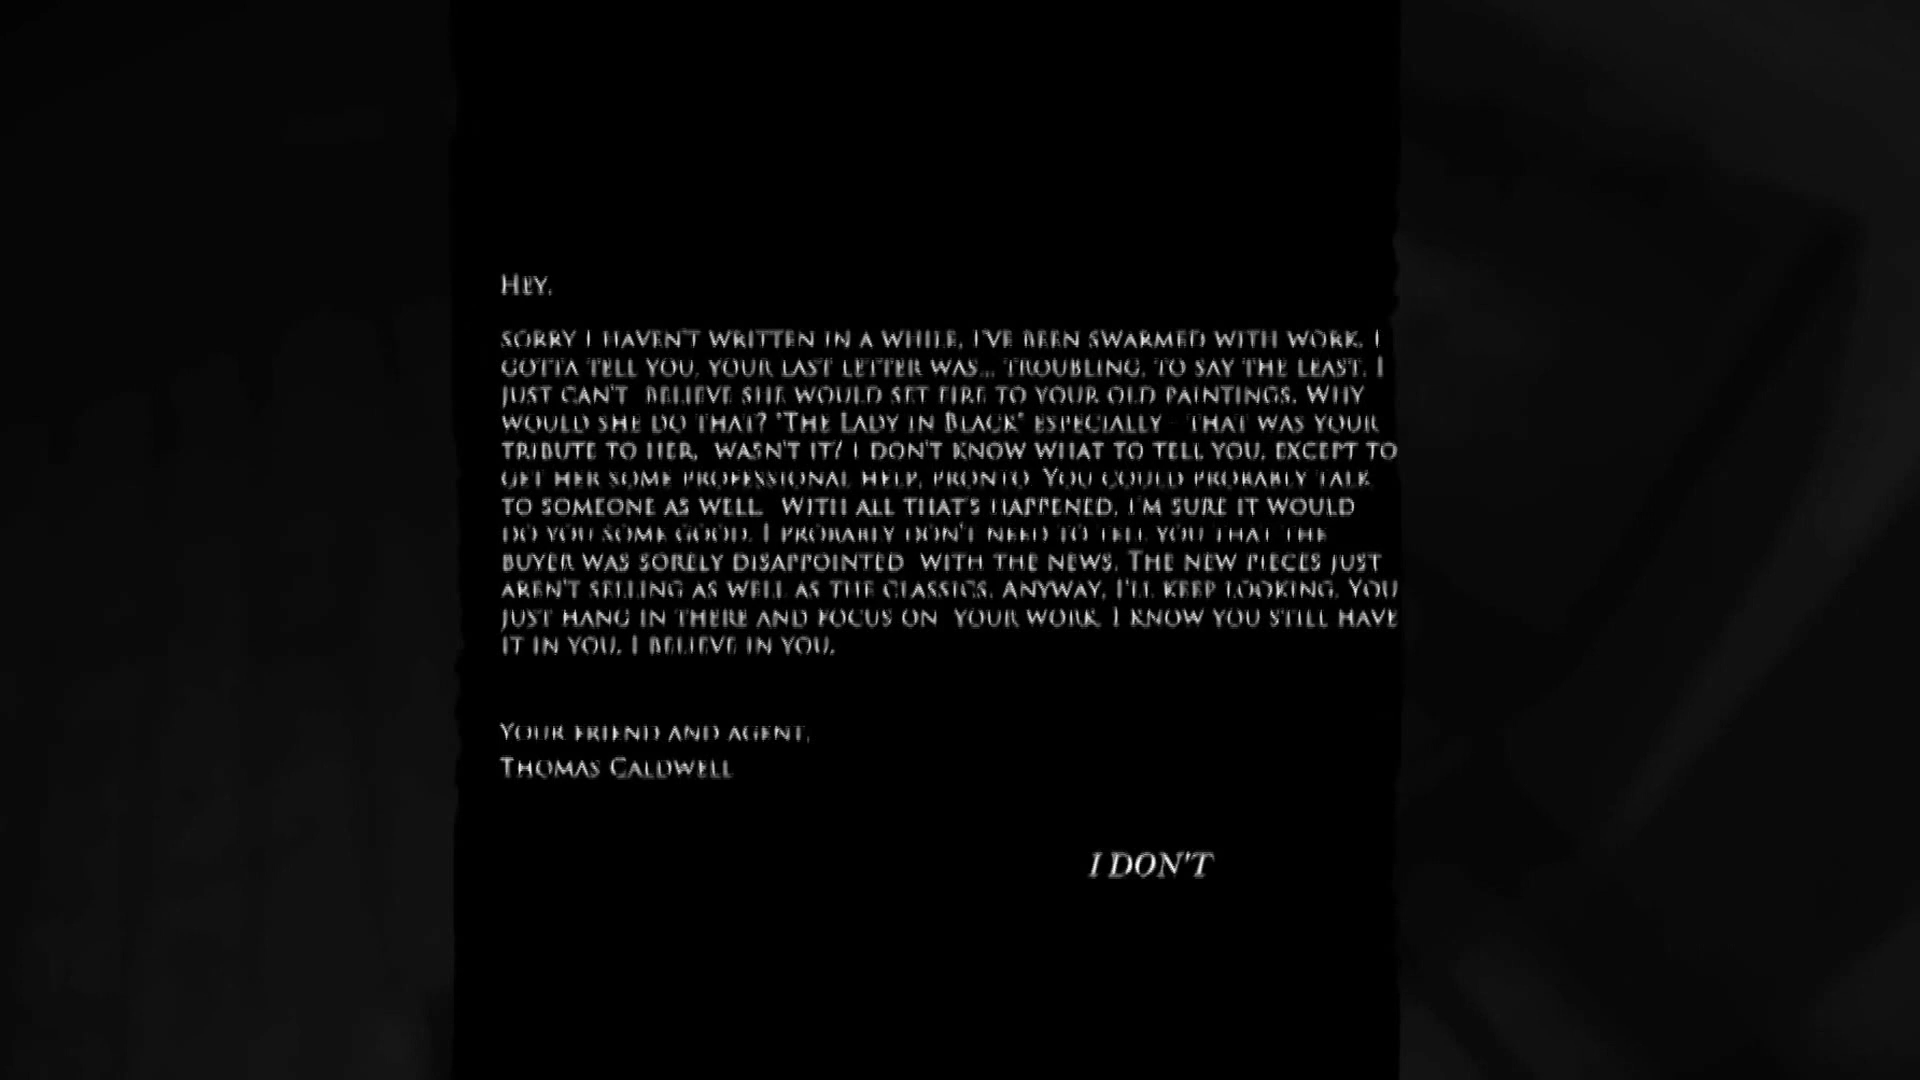 Hey,
sorry I haven't written in a while, I've been swarmed with work. I
gotta tell you, your last letter was... troubling, to say the least. I
just can't believe she would set fire to your old paintings. Why
would she do that? "The Lady in Black" especially - that was your
tribute to her, wasn't it? I don't know what to tell you, except to
get her some professional help, pronto. You could probably talk
to someone as well. With all that's happened, I'm sure it would
do you some good. I probably don't need to tell you that the
buyer was sorely disappointed with the news. The new pieces just
aren't selling as well as the classics. Anyway, I'll keep looking. You
just hang in there and focus on your work. I know you still have
it in you. I believe in you.
Your friend and agent,
Thomas Caldwell
I DON'T